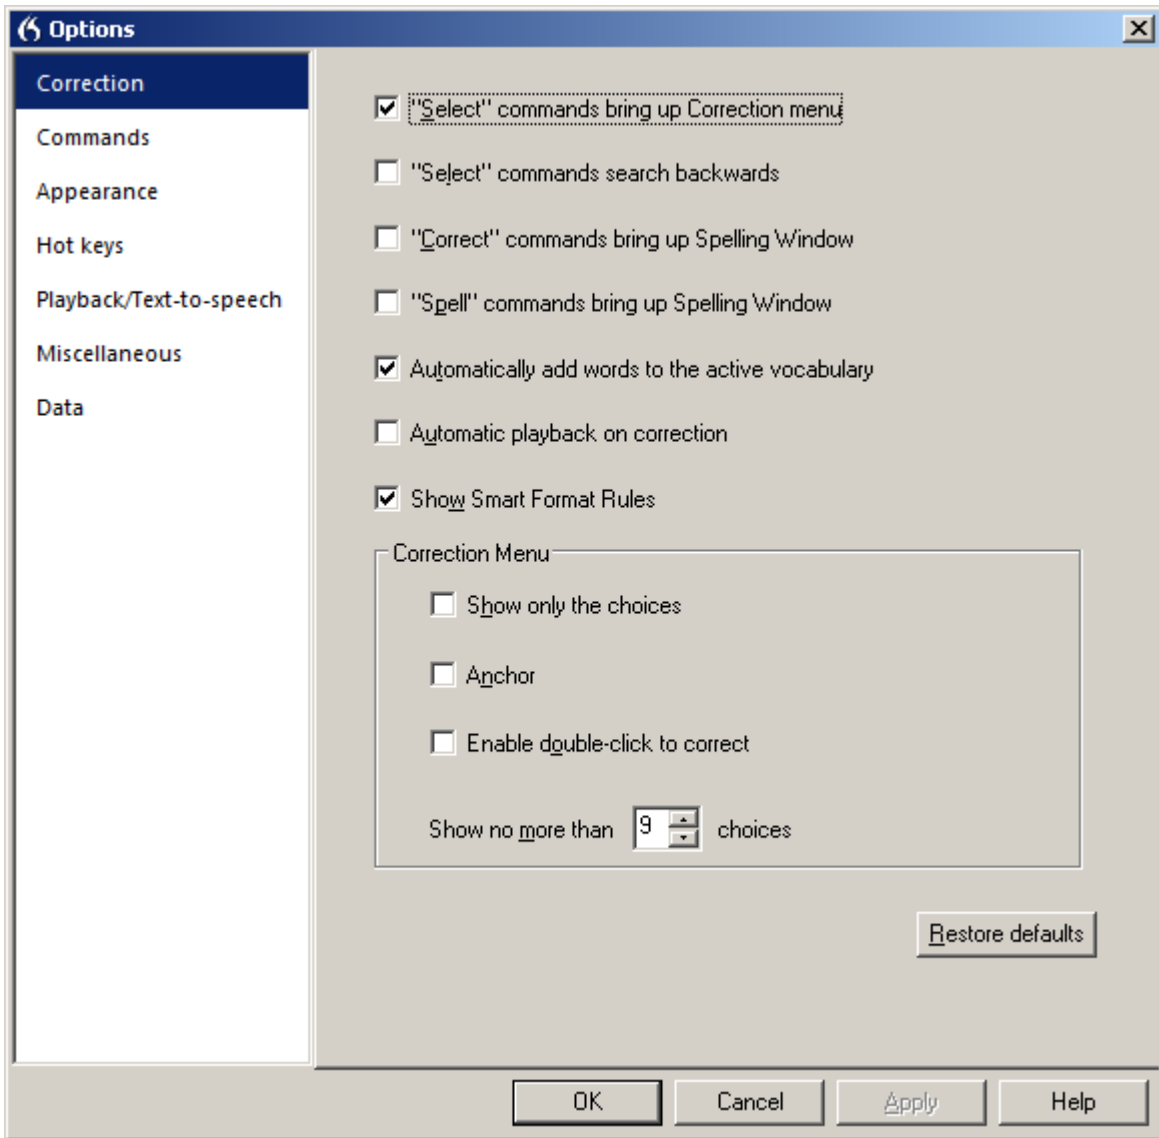 Options
Correction
Commands
Appearance
Hot keys
Playback/Text-to-speech
Miscellaneous
Data
"Select" commands bring up Correction menu
"Select" commands search backwards
"Correct" commands bring up Spelling Window
"Spell" commands bring up Spelling Window
Automatically add words to the active vocabulary
Automatic playback on correction
Show Smart Format Rules
Correction Menu
Show only the choices
Anchor
Enable double-click to correct
Show no more than 9 choices
Restore defaults
OK Cancel Apply Help